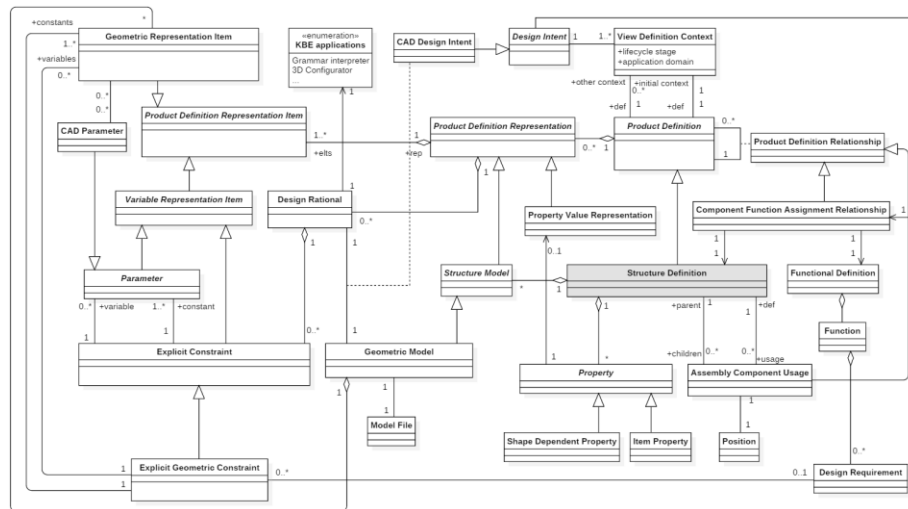 +constants
*
Geometric Representation Item
1..*
+variables
0..*
«enumeration»
KBE applications
Grammar interpreter
3D Configurator
...
CAD Design Intent
Design Intent
1
1..*
View Definition Context
+lifecycle stage
+application domain
+other context
+initial context
0..*
1
+def
+def
1
1
0..*
0..*
CAD Parameter
1
Product Definition Representation Item
1..*
+elts
1
+rep
Product Definition Representation
1
0..*
1
Product Definition
0..*
1
Product Definition Relationship
Variable Representation Item
1
Design Rational
0..*
1
1
Property Value Representation
0..1
Component Function Assignment Relationship
1
Parameter
0..*
+variable
1..*
+constant
1
1
0..*
Structure Model
*
1
Structure Definition
1
1
1
1
+parent
+def
1
Functional Definition
Function
Explicit Constraint
1
Geometric Model
1
1
1
Model File
1
*
Property
+children
0..*
0..*
+usage
Assembly Component Usage
1
1
Position
Shape Dependent Property
Item Property
Explicit Geometric Constraint
1
1
0..*
0..1
0..*
Design Requirement